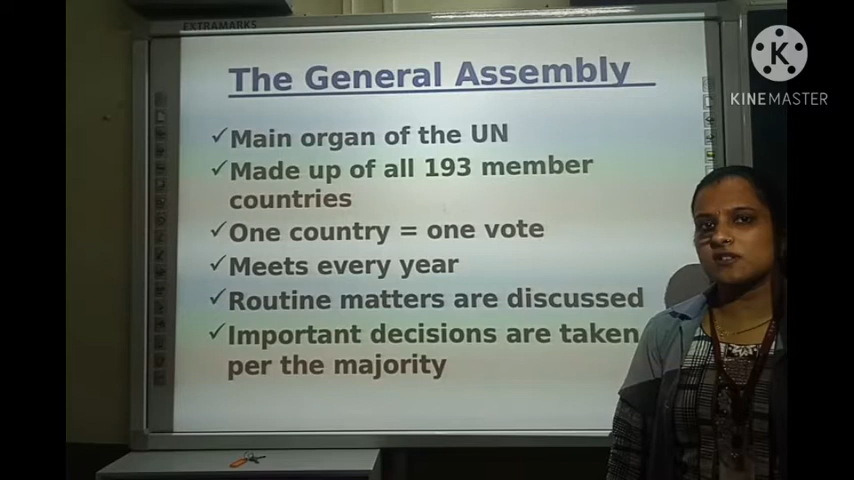 EXTRAMARKS
K
KINEMASTER
The General Assembly
✓Main organ of the UN
✓Made up of all 193 member
countries
✓One country = one vote
✓Meets every year
✓Routine matters are discussed
✓Important decisions are taken
per the majority